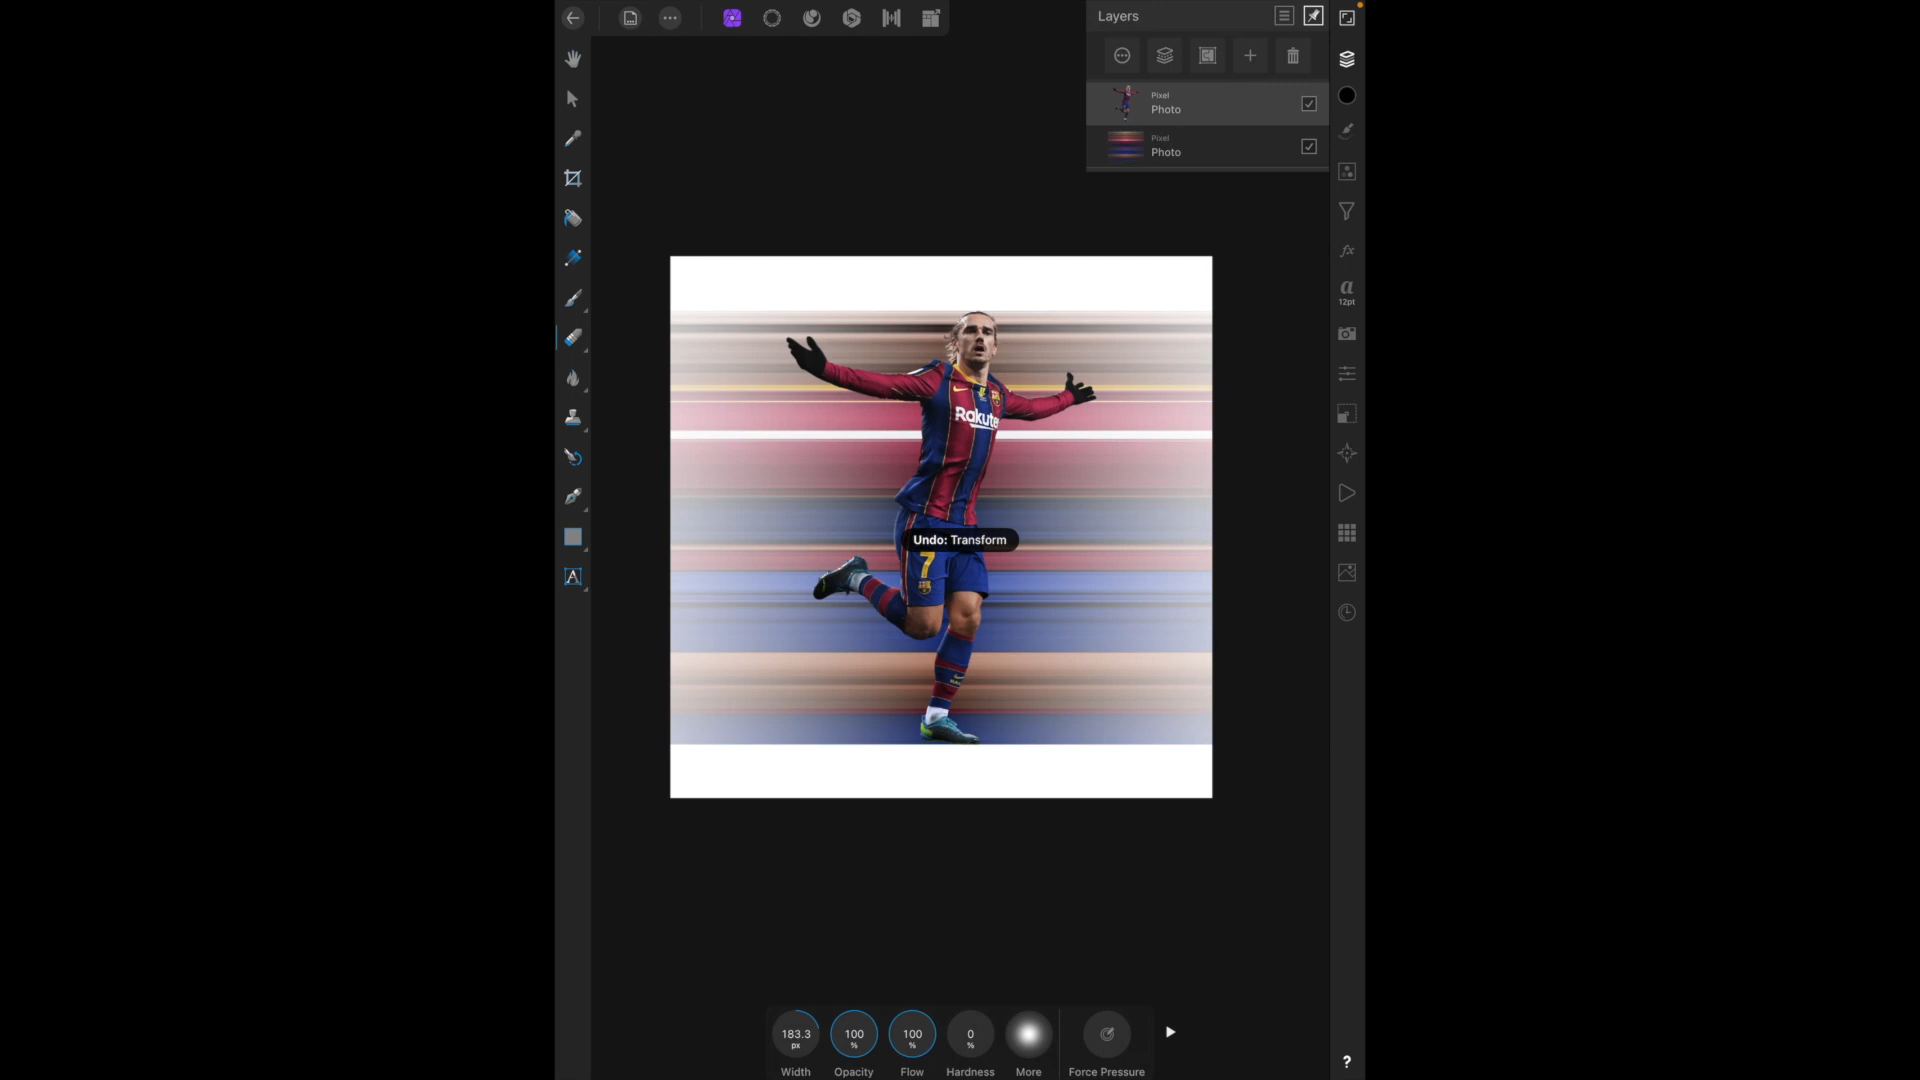 Layers
Pixel
Photo
Pixel
Photo
12pt
Rakute
Undo: Transform
7
183.3
px
100
%
100
%
0
%
Width
Opacity
Flow
Hardness
More
Force Pressure
?